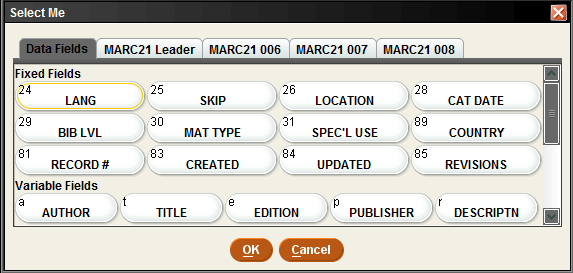 Select Me
Data Fields MARC21 Leader MARC21 006 MARC21 007 MARC21 008
Fixed Fields
24 LANG 25 SKIP 26 LOCATION 28 CAT DATE
29 BIB LVL 30 MAT TYPE 31 SPEC'L USE 89 COUNTRY
81 RECORD # 83 CREATED 84 UPDATED 85 REVISIONS
Variable Fields
a AUTHOR t TITLE e EDITION p PUBLISHER r DESCRIPTN
OK Cancel